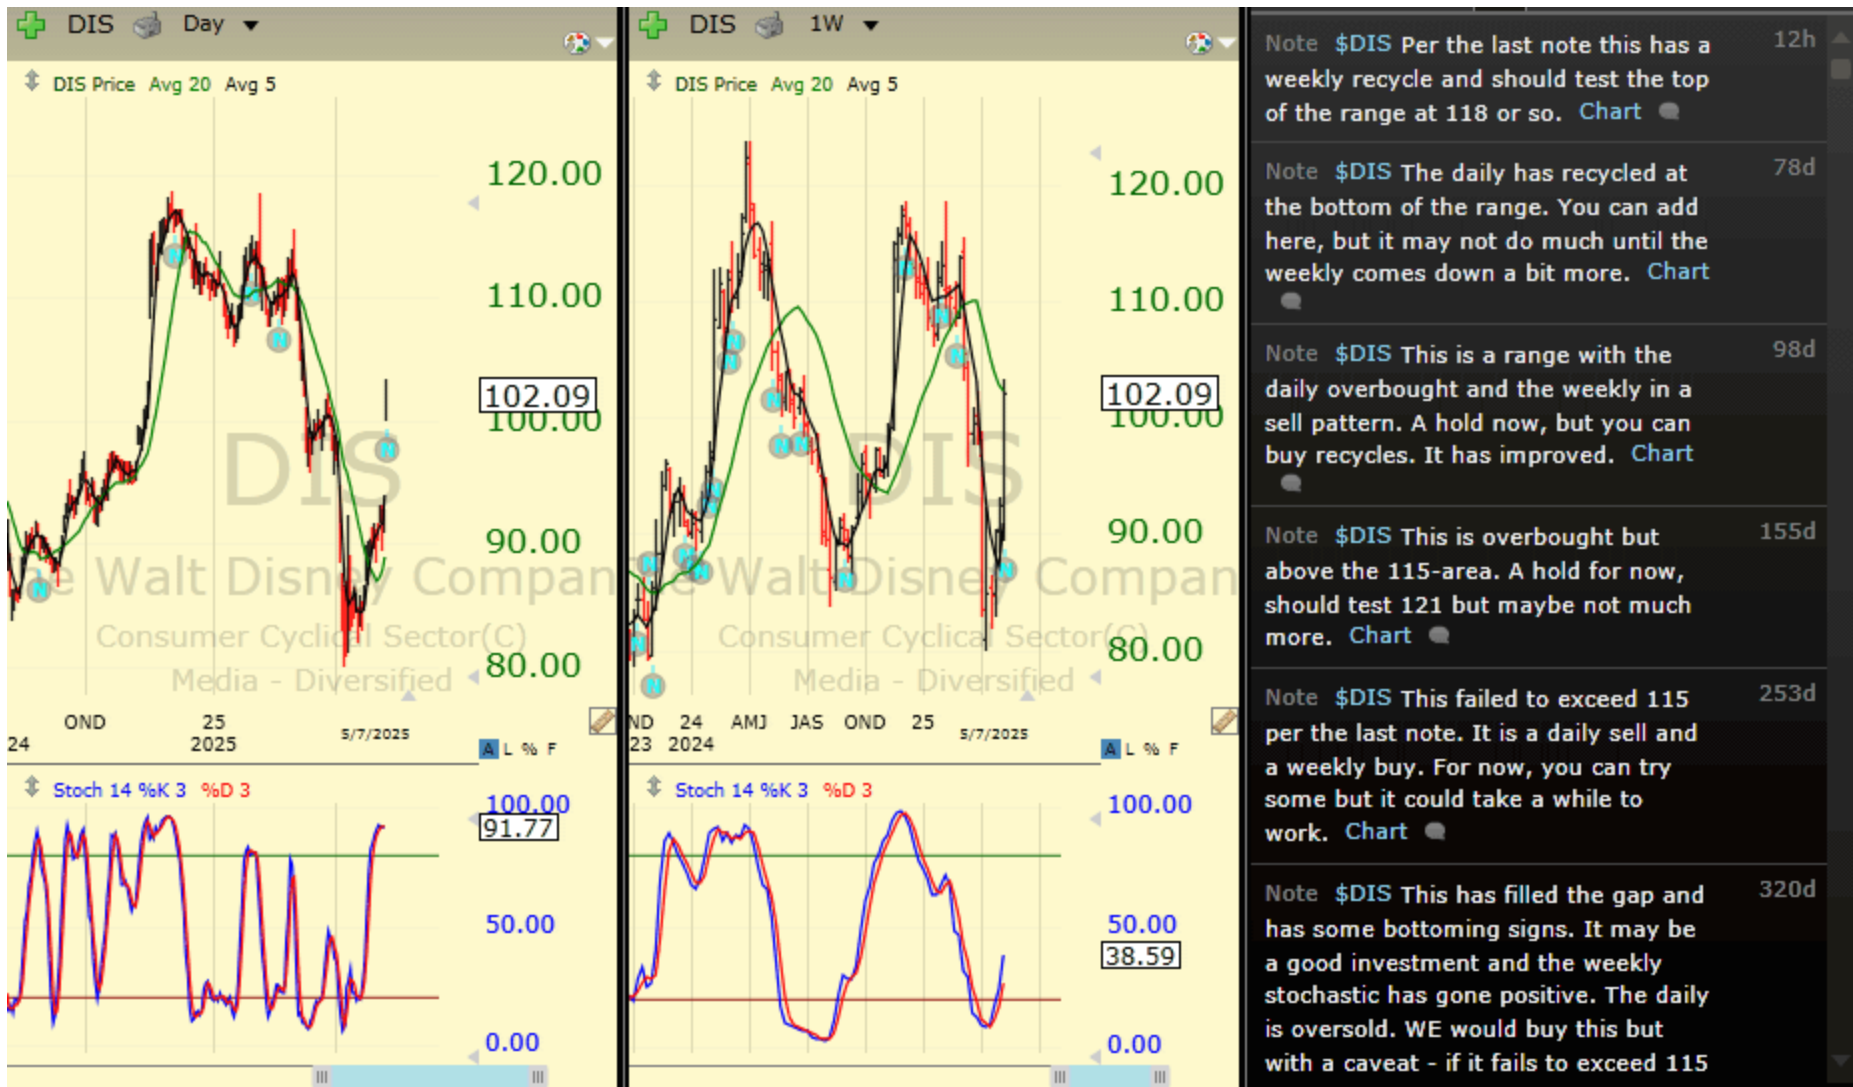 DIS Day
DIS Price Avg 20 Avg 5
120.00
110.00
102.09
100.00
90.00
80.00
DIS
The Walt Disney Company
Consumer Cyclical Sector(C)
Media - Diversified
N N N N N
OND 25 5/7/2025
24 2025
A L % F
Stoch 14 %K 3 %D 3
100.00
91.77
50.00
0.00
DIS 1W
DIS Price Avg 20 Avg 5
120.00
110.00
102.09
100.00
90.00
80.00
DIS
The Walt Disney Company
Consumer Cyclical Sector(C)
Media - Diversified
ND 24 AMJ JAS OND 25 5/7/2025
23 2024
A L % F
Stoch 14 %K 3 %D 3
100.00
50.00
38.59
0.00
Note $DIS Per the last note this has a 12h
weekly recycle and should test the top
of the range at 118 or so. Chart
Note $DIS The daily has recycled at 78d
the bottom of the range. You can add
here, but it may not do much until the
weekly comes down a bit more. Chart
Note $DIS This is a range with the 98d
daily overbought and the weekly in a
sell pattern. A hold now, but you can
buy recycles. It has improved. Chart
Note $DIS This is overbought but 155d
above the 115-area. A hold for now,
should test 121 but maybe not much
more. Chart
Note $DIS This failed to exceed 115 253d
per the last note. It is a daily sell and
a weekly buy. For now, you can try
some but it could take a while to
work. Chart
Note $DIS This has filled the gap and 320d
has some bottoming signs. It may be
a good investment and the weekly
stochastic has gone positive. The daily
is oversold. WE would buy this but
with a caveat - if it fails to exceed 115